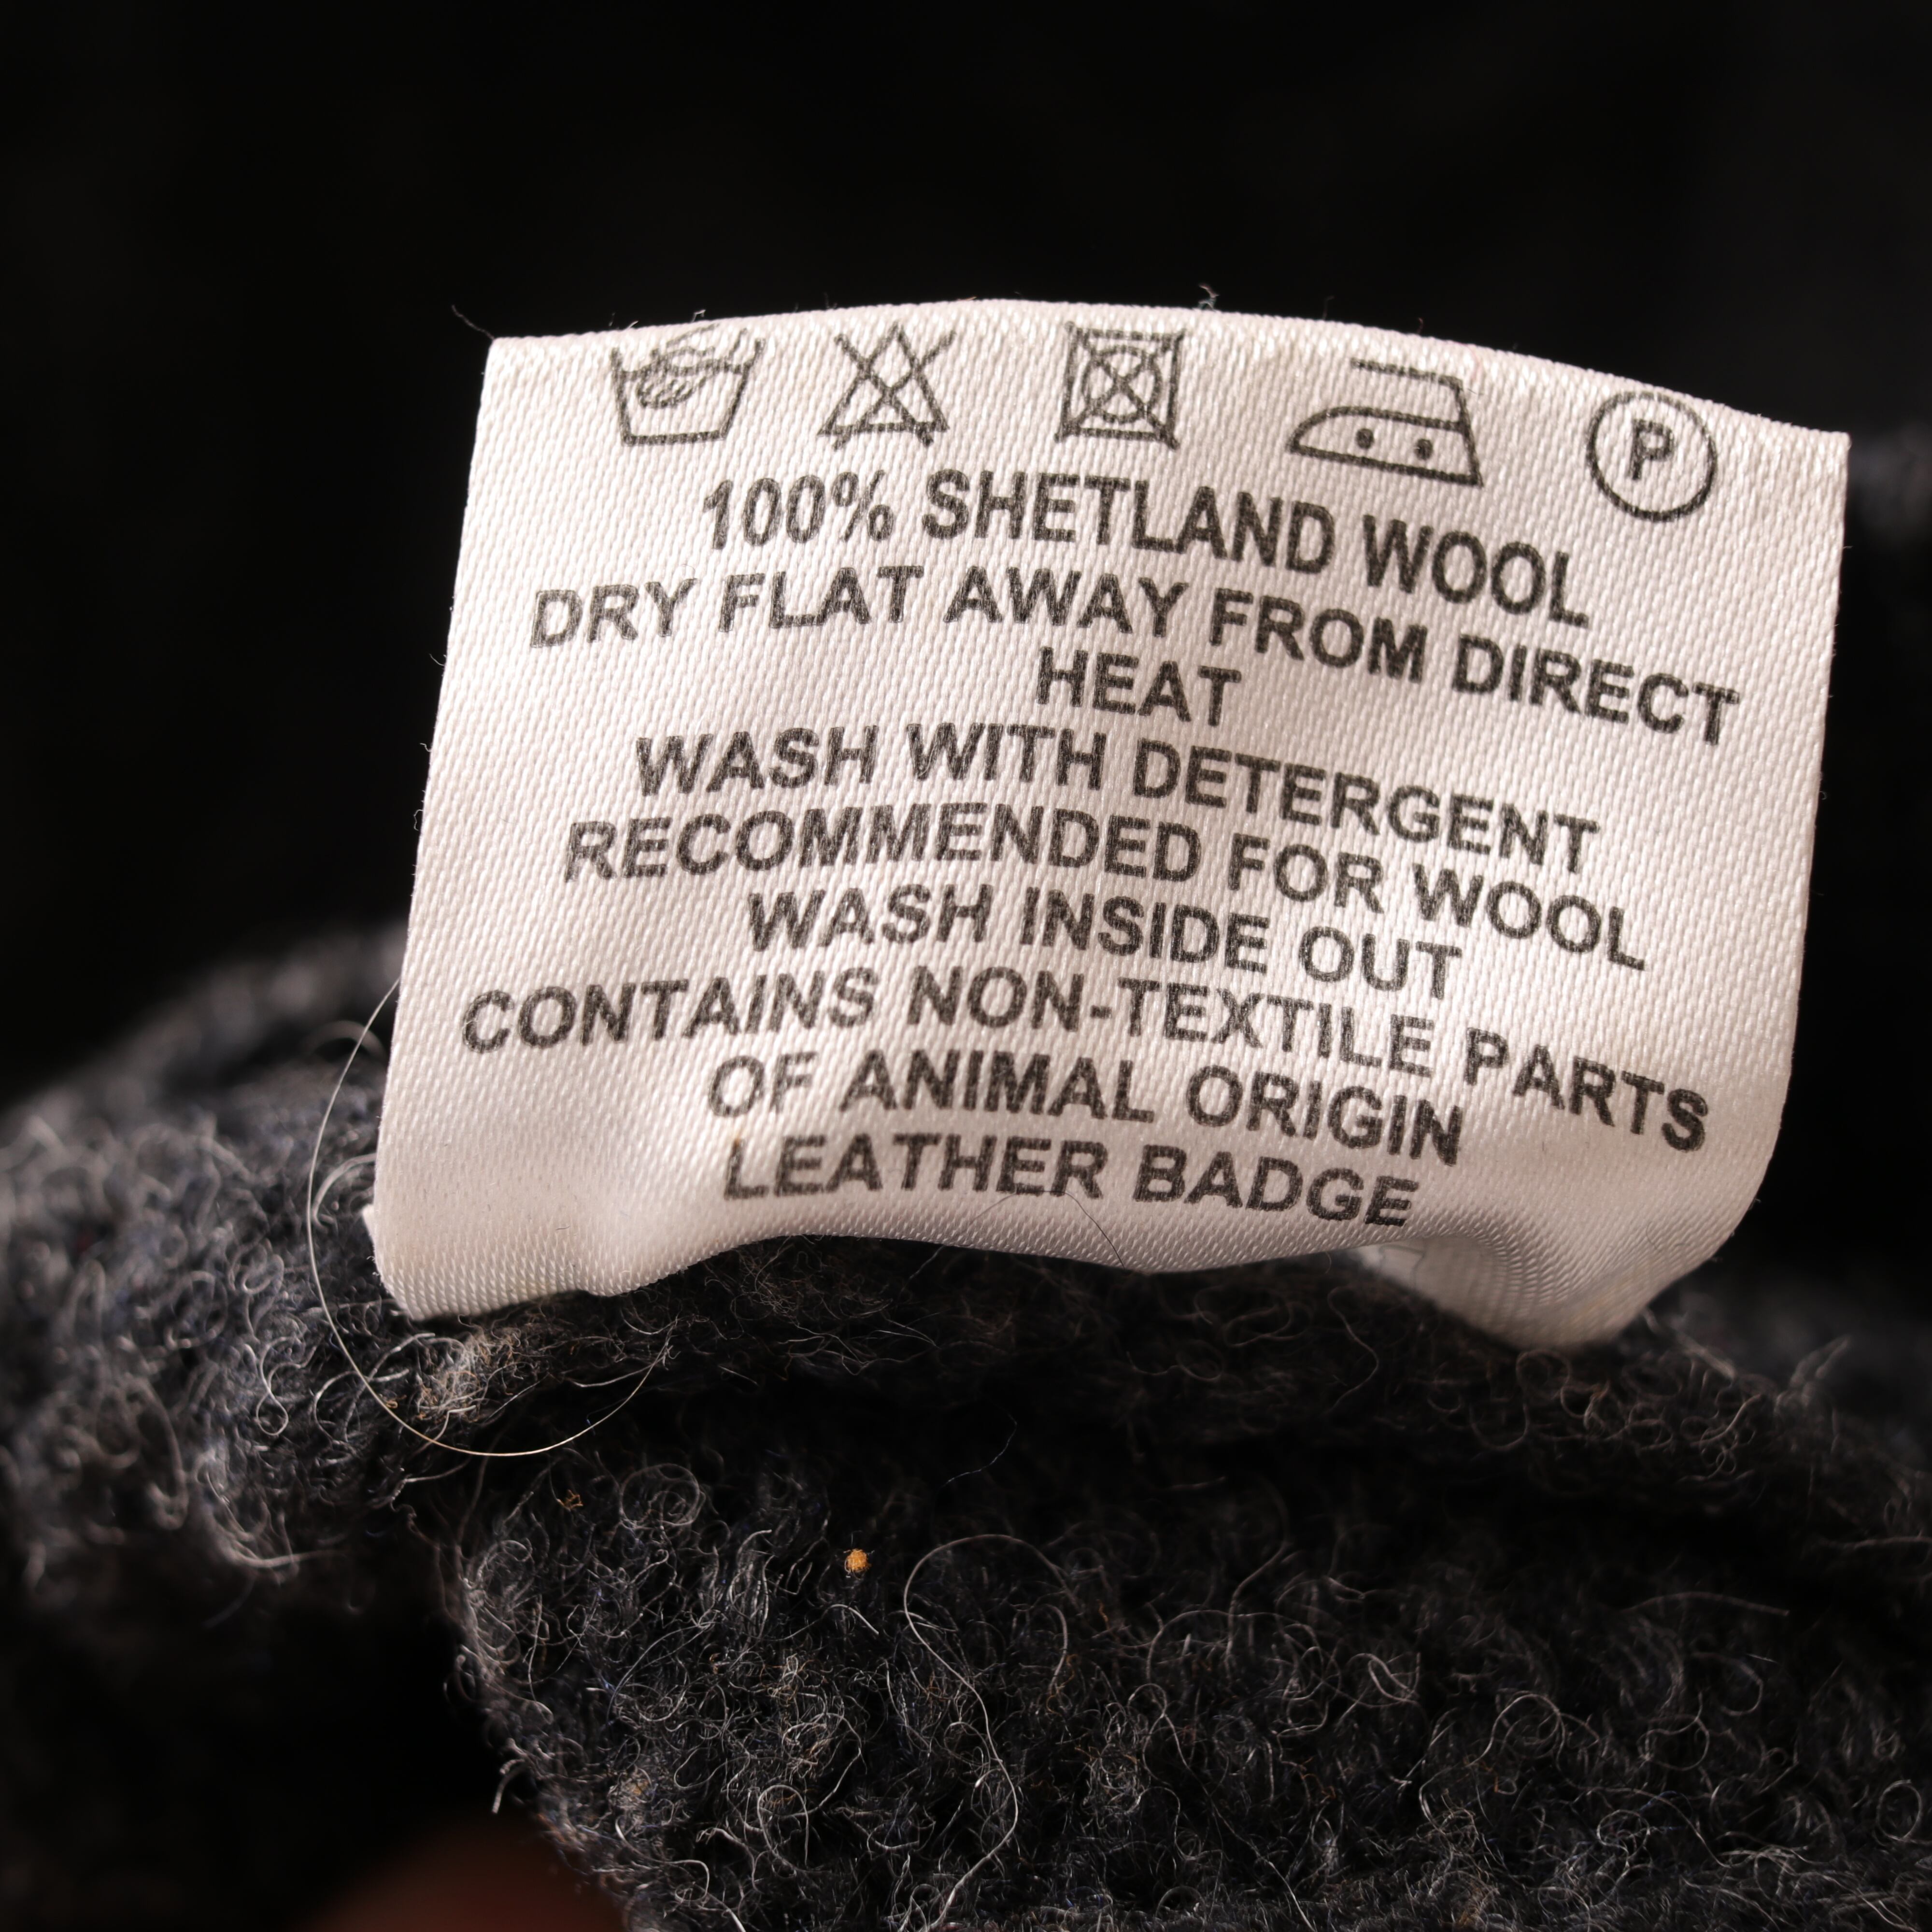 P
100% SHETLAND WOOL
DRY FLAT AWAY FROM DIRECT
HEAT
WASH WITH DETERGENT
RECOMMENDED FOR WOOL
WASH INSIDE OUT
CONTAINS NON-TEXTILE PARTS
OF ANIMAL ORIGIN
LEATHER BADGE